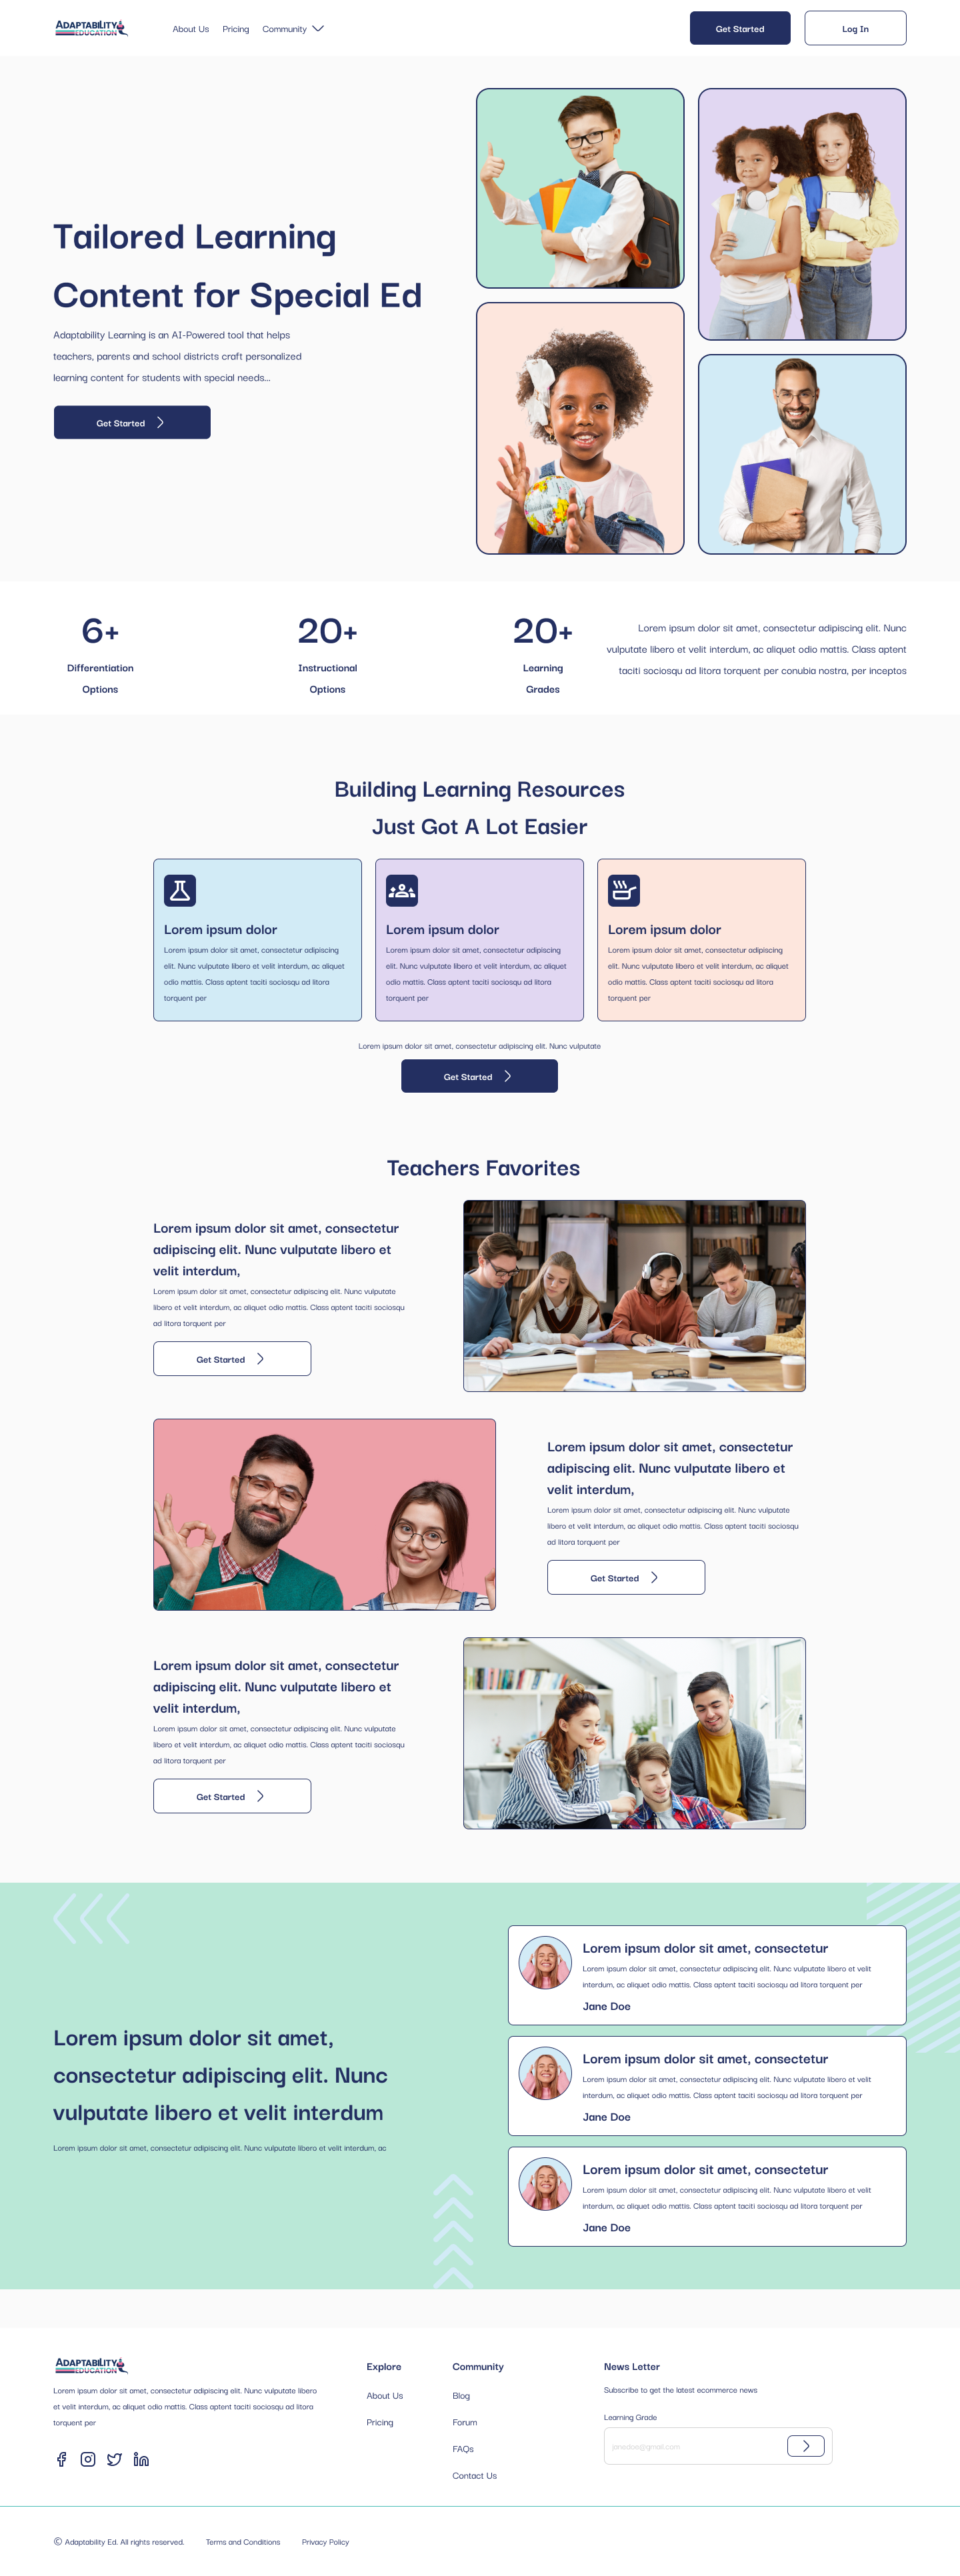 ADAPTABILITY
EDUCATION
About Us Pricing Community
Get Started
Log In
Tailored Learning
Content for Special Ed
Adaptability Learning is an AI-Powered tool that helps
teachers, parents and school districts craft personalized
learning content for students with special needs...
Get Started
6+
Differentiation
Options
20+
Instructional
Options
20+
Learning
Grades
Lorem ipsum dolor sit amet, consectetur adipiscing elit. Nunc
vulputate libero et velit interdum, ac aliquet odio mattis. Class aptent
taciti sociosqu ad litora torquent per conubia nostra, per inceptos
Building Learning Resources
Just Got A Lot Easier
Lorem ipsum dolor
Lorem ipsum dolor sit amet, consectetur adipiscing
elit. Nunc vulputate libero et velit interdum, ac aliquet
odio mattis. Class aptent taciti sociosqu ad litora
torquent per
Lorem ipsum dolor
Lorem ipsum dolor sit amet, consectetur adipiscing
elit. Nunc vulputate libero et velit interdum, ac aliquet
odio mattis. Class aptent taciti sociosqu ad litora
torquent per
Lorem ipsum dolor
Lorem ipsum dolor sit amet, consectetur adipiscing
elit. Nunc vulputate libero et velit interdum, ac aliquet
odio mattis. Class aptent taciti sociosqu ad litora
torquent per
Lorem ipsum dolor sit amet, consectetur adipiscing elit. Nunc vulputate
Get Started
Teachers Favorites
Lorem ipsum dolor sit amet, consectetur
adipiscing elit. Nunc vulputate libero et
velit interdum,
Lorem ipsum dolor sit amet, consectetur adipiscing elit. Nunc vulputate
libero et velit interdum, ac aliquet odio mattis. Class aptent taciti sociosqu
ad litora torquent per
Get Started
Lorem ipsum dolor sit amet, consectetur
adipiscing elit. Nunc vulputate libero et
velit interdum,
Lorem ipsum dolor sit amet, consectetur adipiscing elit. Nunc vulputate
libero et velit interdum, ac aliquet odio mattis. Class aptent taciti sociosqu
ad litora torquent per
Get Started
Lorem ipsum dolor sit amet, consectetur
adipiscing elit. Nunc vulputate libero et
velit interdum,
Lorem ipsum dolor sit amet, consectetur adipiscing elit. Nunc vulputate
libero et velit interdum, ac aliquet odio mattis. Class aptent taciti sociosqu
ad litora torquent per
Get Started
Lorem ipsum dolor sit amet,
consectetur adipiscing elit. Nunc
vulputate libero et velit interdum
Lorem ipsum dolor sit amet, consectetur adipiscing elit. Nunc vulputate libero et velit interdum, ac
Lorem ipsum dolor sit amet, consectetur
Lorem ipsum dolor sit amet, consectetur adipiscing elit. Nunc vulputate libero et velit
interdum, ac aliquet odio mattis. Class aptent taciti sociosqu ad litora torquent per
Jane Doe
Lorem ipsum dolor sit amet, consectetur
Lorem ipsum dolor sit amet, consectetur adipiscing elit. Nunc vulputate libero et velit
interdum, ac aliquet odio mattis. Class aptent taciti sociosqu ad litora torquent per
Jane Doe
Lorem ipsum dolor sit amet, consectetur
Lorem ipsum dolor sit amet, consectetur adipiscing elit. Nunc vulputate libero et velit
interdum, ac aliquet odio mattis. Class aptent taciti sociosqu ad litora torquent per
Jane Doe
ADAPTABILITY
EDUCATION
Lorem ipsum dolor sit amet, consectetur adipiscing elit. Nunc vulputate libero
et velit interdum, ac aliquet odio mattis. Class aptent taciti sociosqu ad litora
torquent per
Explore
About Us
Pricing
Community
Blog
Forum
FAQs
Contact Us
News Letter
Subscribe to get the latest ecommerce news
Learning Grade
janedoe@gmail.com
© Adaptability Ed. All rights reserved. Terms and Conditions Privacy Policy